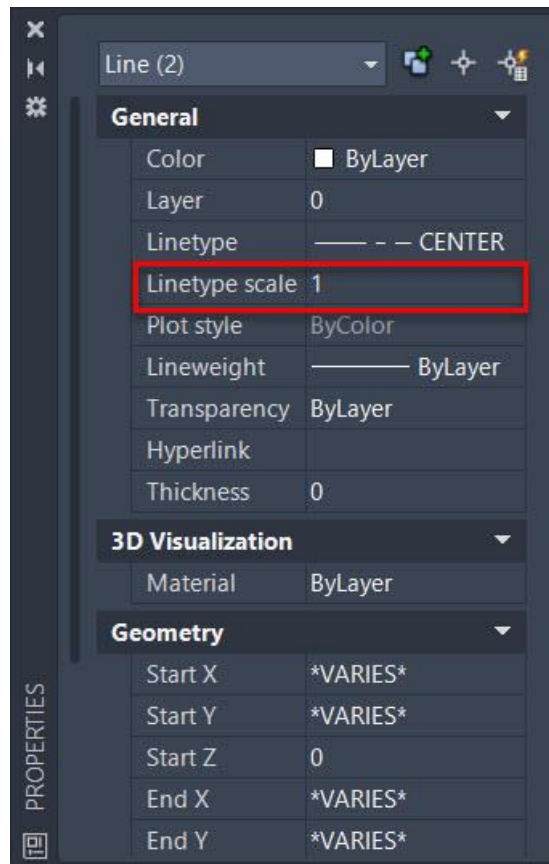 Line (2)
General
Color ByLayer
Layer 0
Linetype CENTER
Linetype scale 1
Plot style ByColor
Lineweight ByLayer
Transparency ByLayer
Hyperlink
Thickness 0
3D Visualization
Material ByLayer
Geometry
Start X *VARIES*
Start Y *VARIES*
Start Z 0
End X *VARIES*
End Y *VARIES*
PROPERTIES